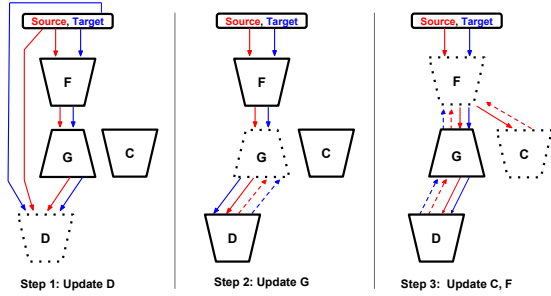 Source, Target
F
G
C
D
Step 1: Update D
Source, Target
F
G
C
D
Step 2: Update G
Source, Target
F
G
C
D
Step 3: Update C, F